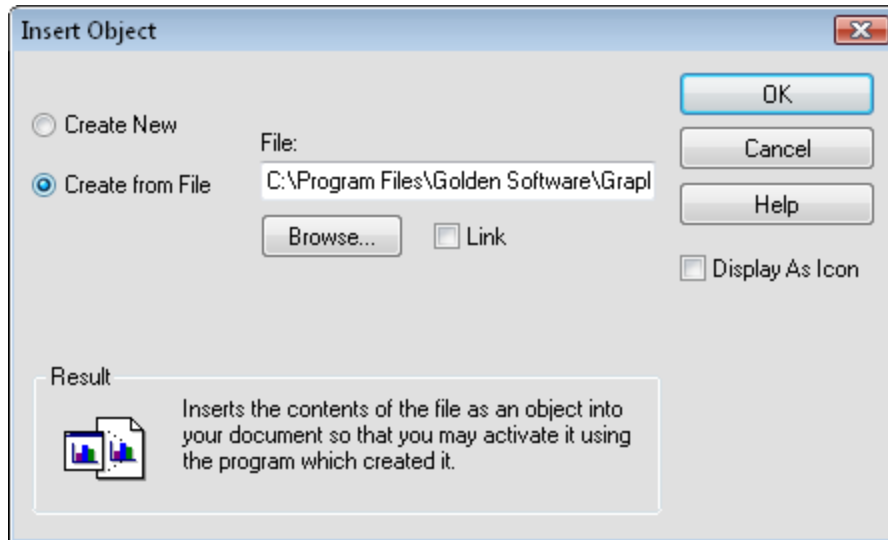 Insert Object
Create New
Create from File
File:
C:\Program Files\Golden Software\Grapl
Browse...
Link
OK
Cancel
Help
Display As Icon
Result
Inserts the contents of the file as an object into
your document so that you may activate it using
the program which created it.